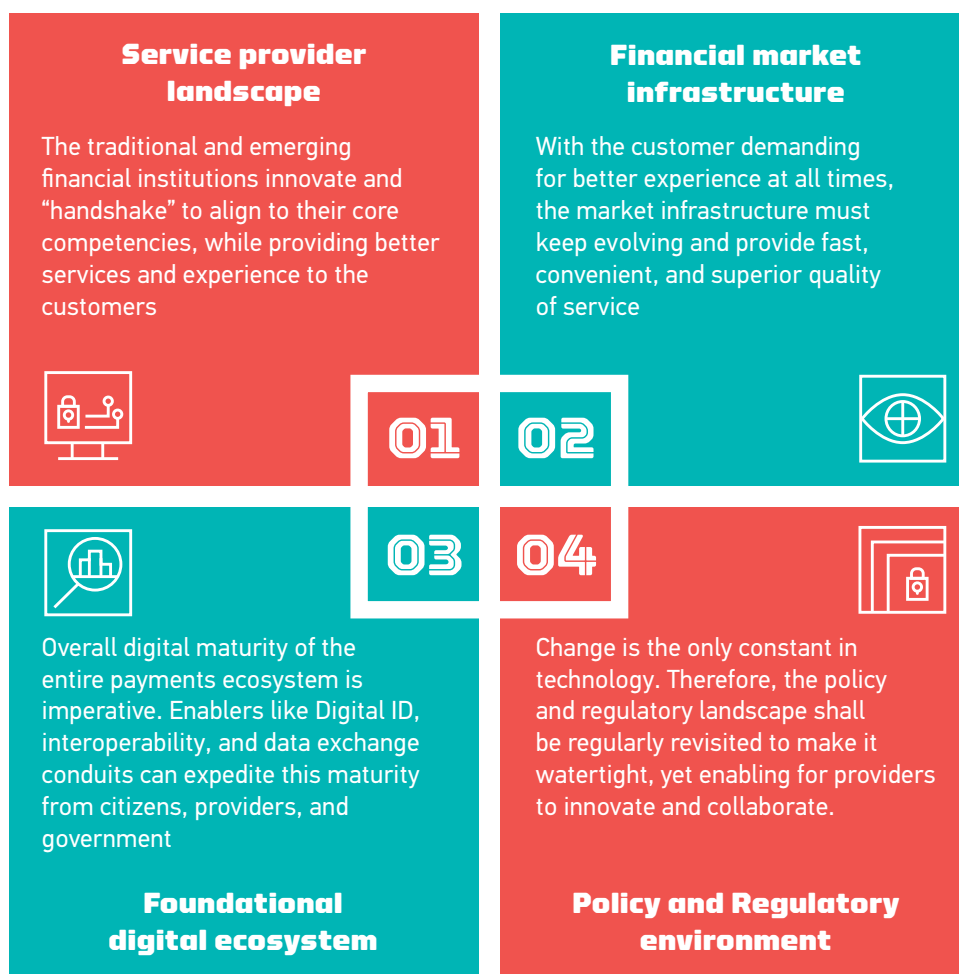 Service provider
landscape
The traditional and emerging
financial institutions innovate and
“handshake” to align to their core
competencies, while providing better
services and experience to the
customers
01
Financial market
infrastructure
With the customer demanding
for better experience at all times,
the market infrastructure must
keep evolving and provide fast,
convenient, and superior quality
of service
02
03
Overall digital maturity of the
entire payments ecosystem is
imperative. Enablers like Digital ID,
interoperability, and data exchange
conduits can expedite this maturity
from citizens, providers, and
government
Foundational
digital ecosystem
04
Change is the only constant in
technology. Therefore, the policy
and regulatory landscape shall
be regularly revisited to make it
watertight, yet enabling for providers
to innovate and collaborate.
Policy and Regulatory
environment